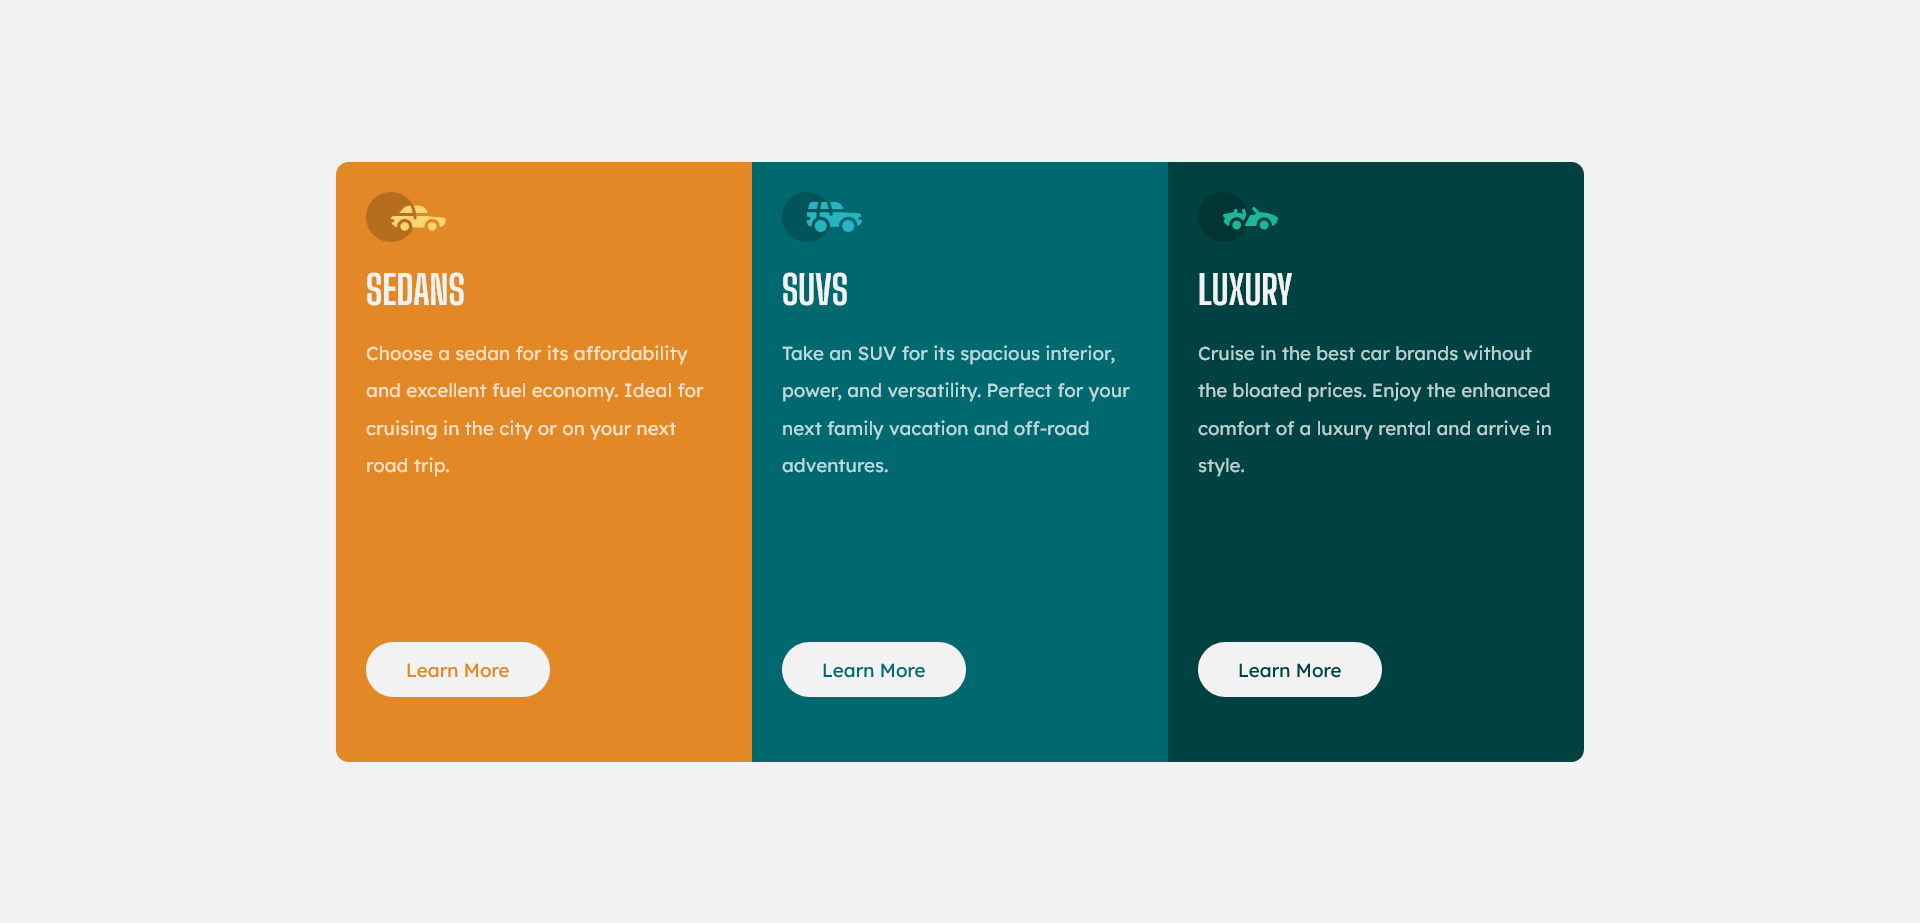 SEDANS
Choose a sedan for its affordability
and excellent fuel economy. Ideal for
cruising in the city or on your next
road trip.
Learn More
SUVS
Take an SUV for its spacious interior,
power, and versatility. Perfect for your
next family vacation and off-road
adventures.
Learn More
LUXURY
Cruise in the best car brands without
the bloated prices. Enjoy the enhanced
comfort of a luxury rental and arrive in
style.
Learn More